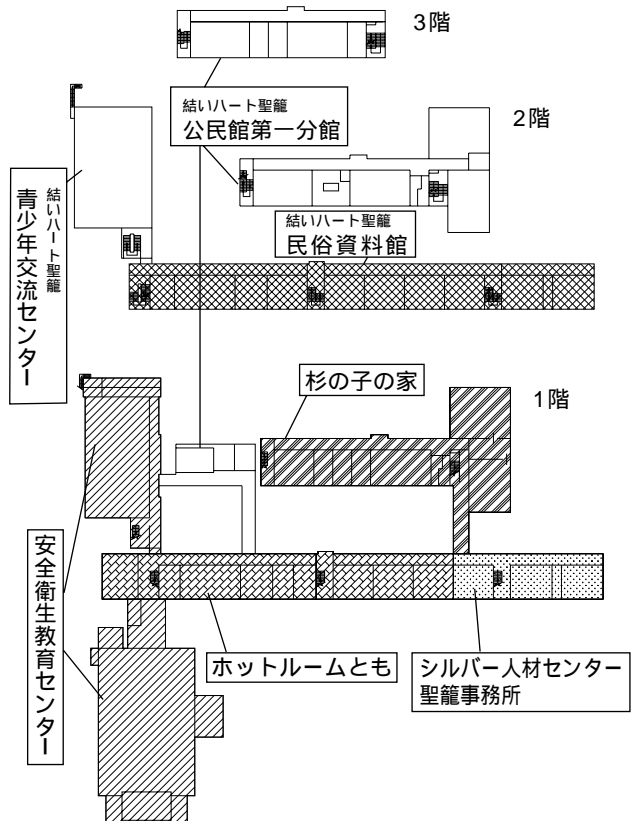 3階
結いハート聖籠
公民館第一分館
2階
結いハート聖籠
青少年交流センター
結いハート聖籠
民俗資料館
杉の子の家
1階
安全衛生教育センター
ホットルームとも
シルバー人材センター
聖籠事務所